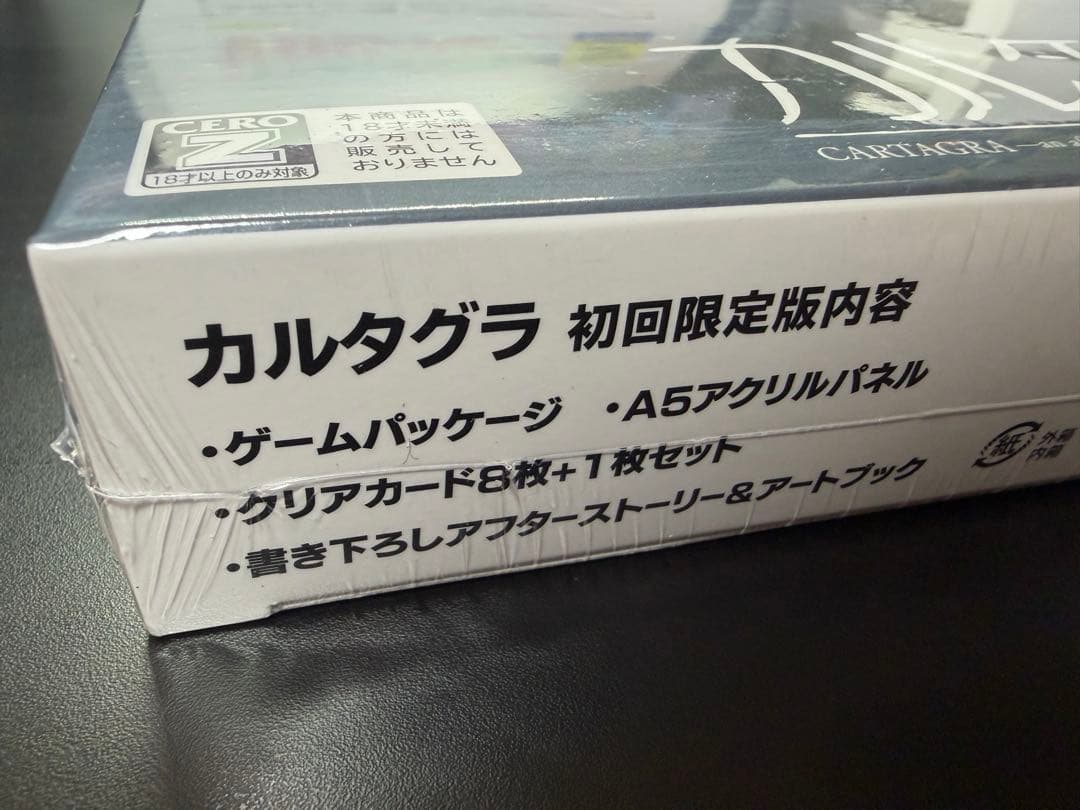 CERO
Z
18才以上のみ対象
本商品は
18才未満
の方には
販売して
おりません
カルタ
CARTAGRA
カルタグラ 初回限定版内容
・ゲームパッケージ ・A5アクリルパネル
・クリアカード8枚+1枚セット
・書き下ろしアフターストーリー&アートブック
紙
外箱
内箱